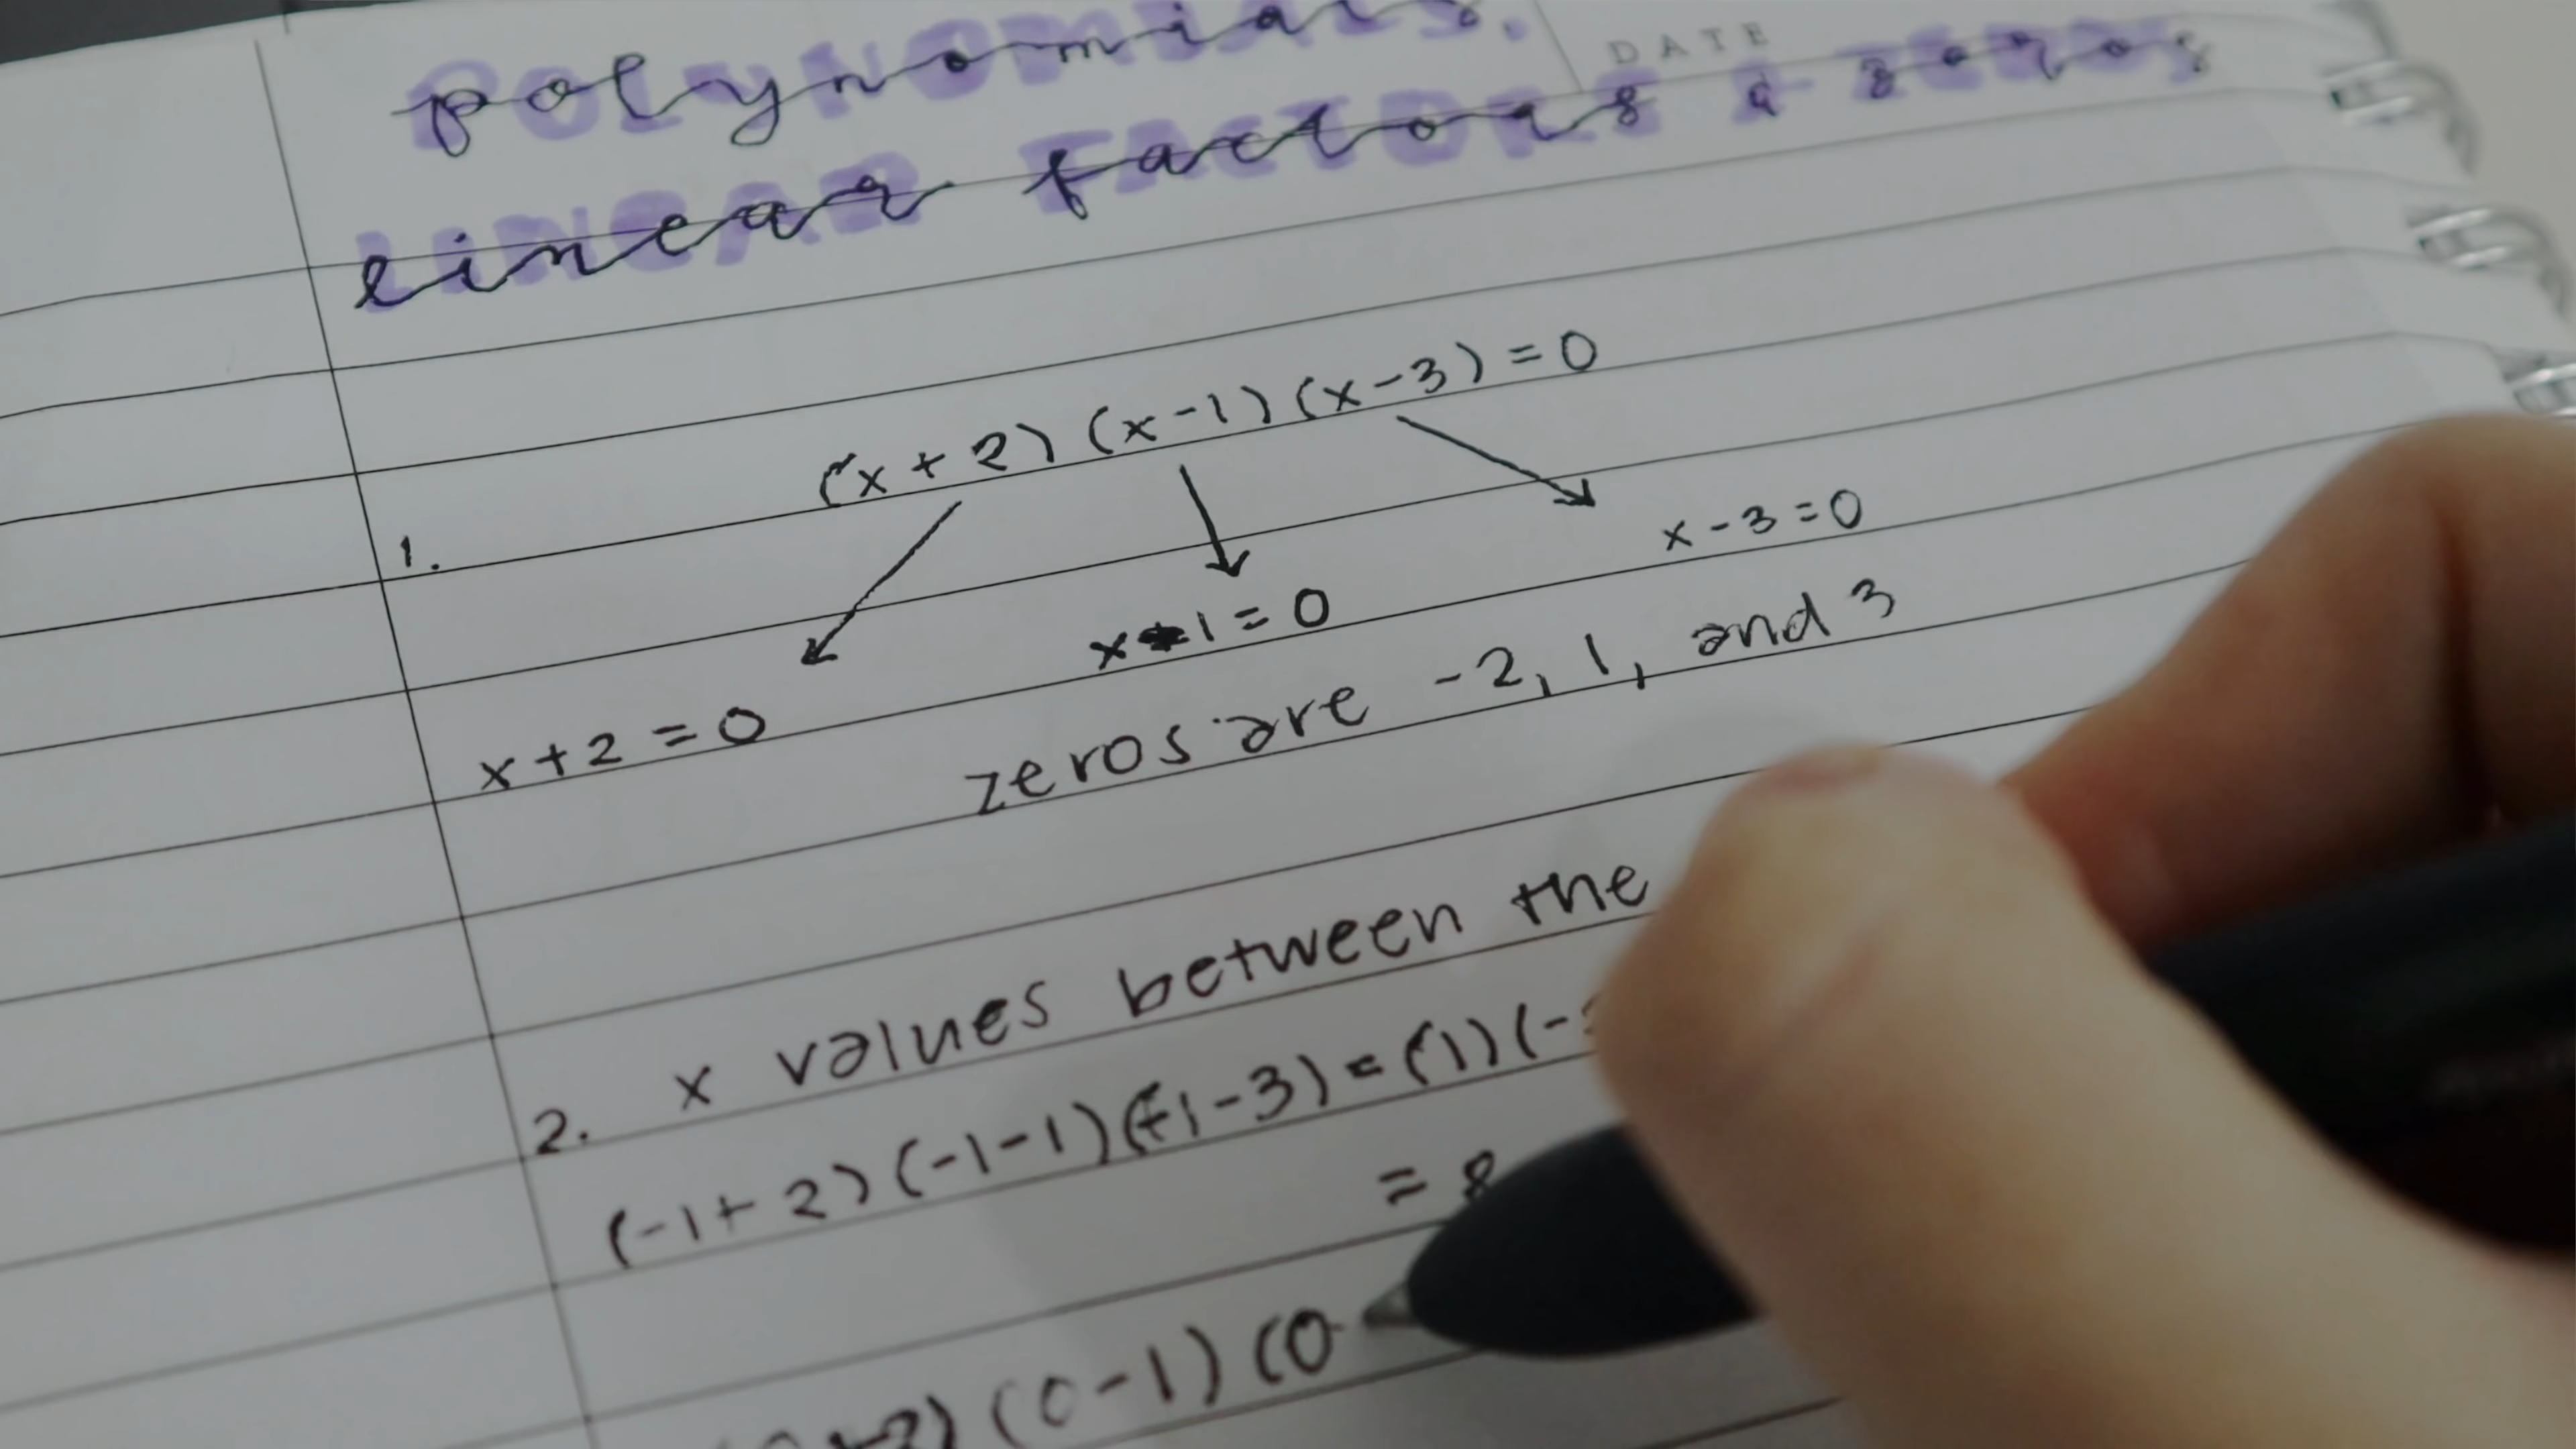 polynomials.
DATE
linear factors & zeros
1. (x+2)(x-1)(x-3)=0
x+2=0 x-1=0 x-3=0
zeros are -2, 1, and 3
2. x values between the
(-1+2)(-1-1)(-1-3)=(1)(-
= 8
+2)(0-1)(0